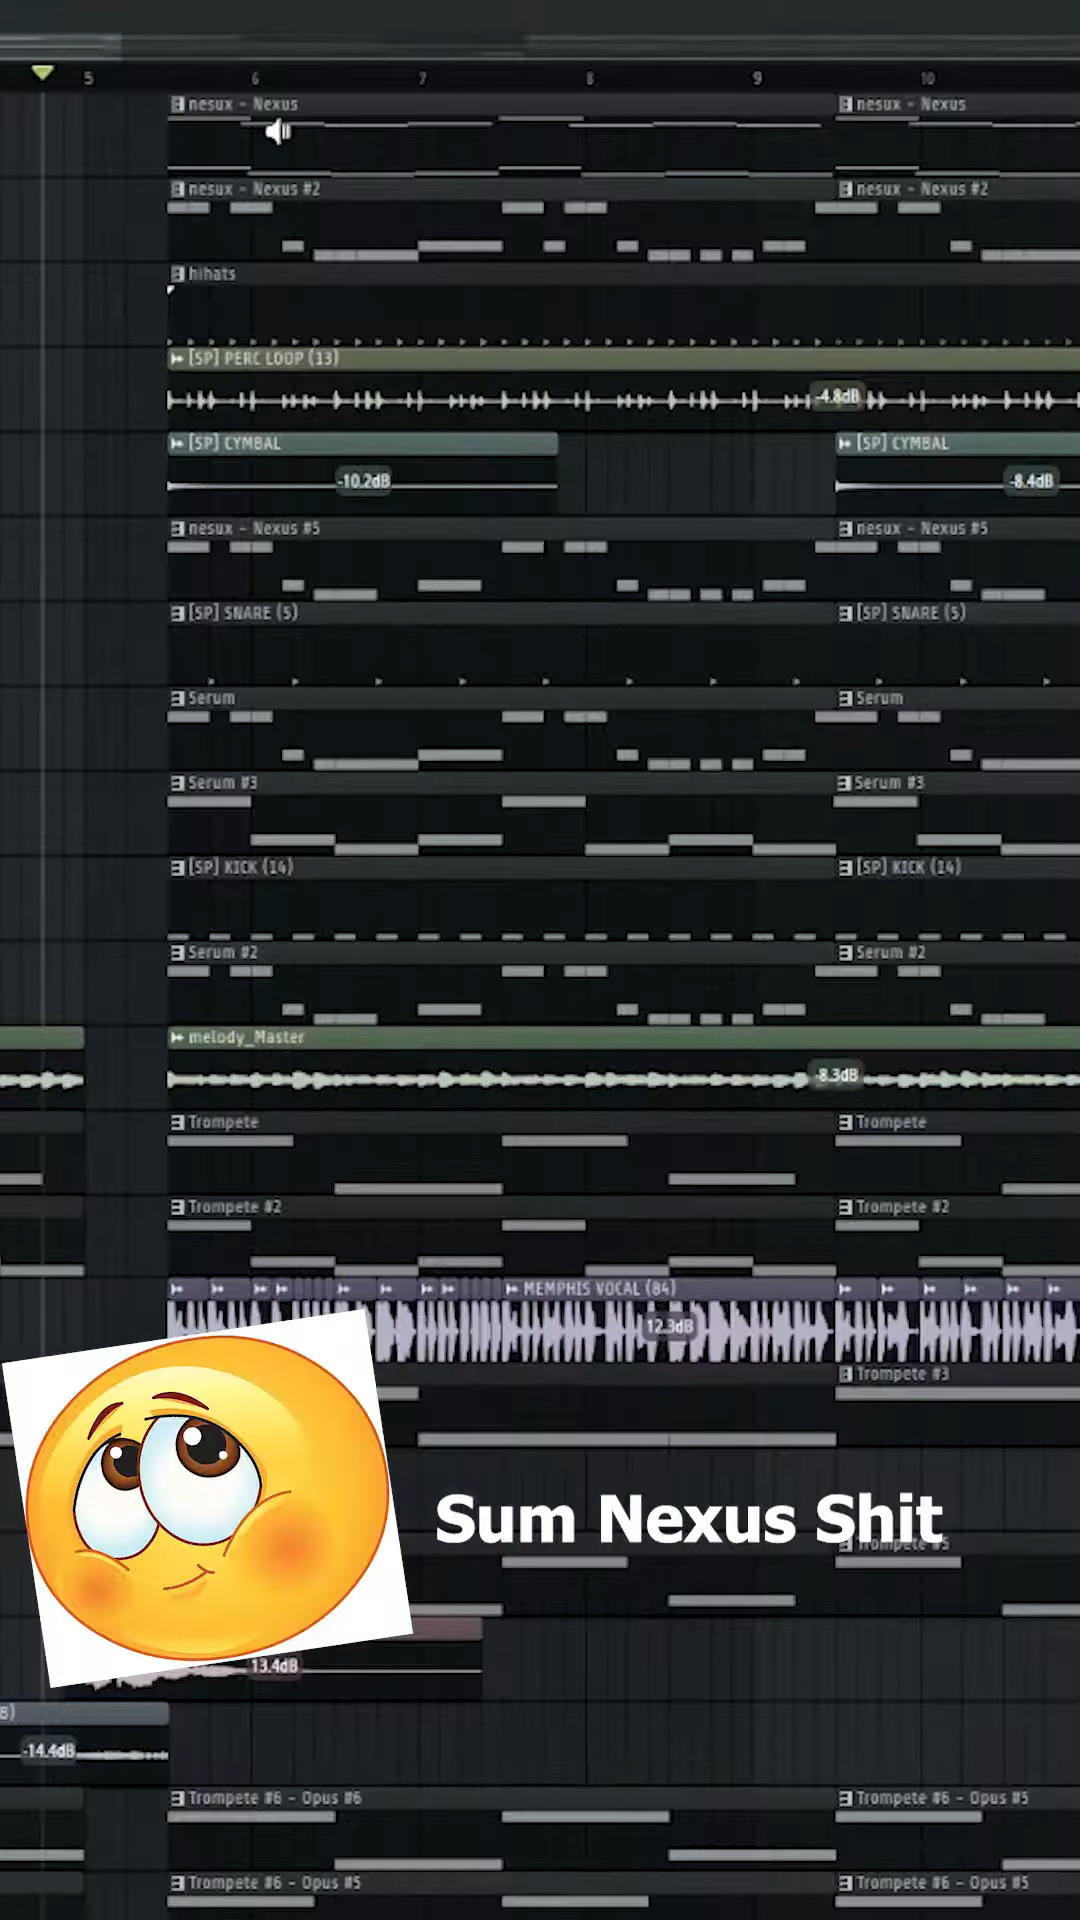 5 6 7 8 9 10
nesux - Nexus nesux - Nexus
nesux - Nexus #2 nesux - Nexus #2
hihats
[SP] PERC LOOP (13)
-4.8dB
[SP] CYMBAL [SP] CYMBAL
-10.2dB -8.4dB
nesux - Nexus #5 nesux - Nexus #5
[SP] SNARE (5) [SP] SNARE (5)
Serum Serum
Serum #3 Serum #3
[SP] KICK (14) [SP] KICK (14)
Serum #2 Serum #2
melody_Master
-8.3dB
Trompete Trompete
Trompete #2 Trompete #2
MEMPHIS VOCAL (84)
12.3dB
Trompete #3
Sum Nexus Shit
Trompete #5
13.4dB
-14.4dB
Trompete #6 - Opus #6 Trompete #6 - Opus #5
Trompete #6 - Opus #5 Trompete #6 - Opus #5